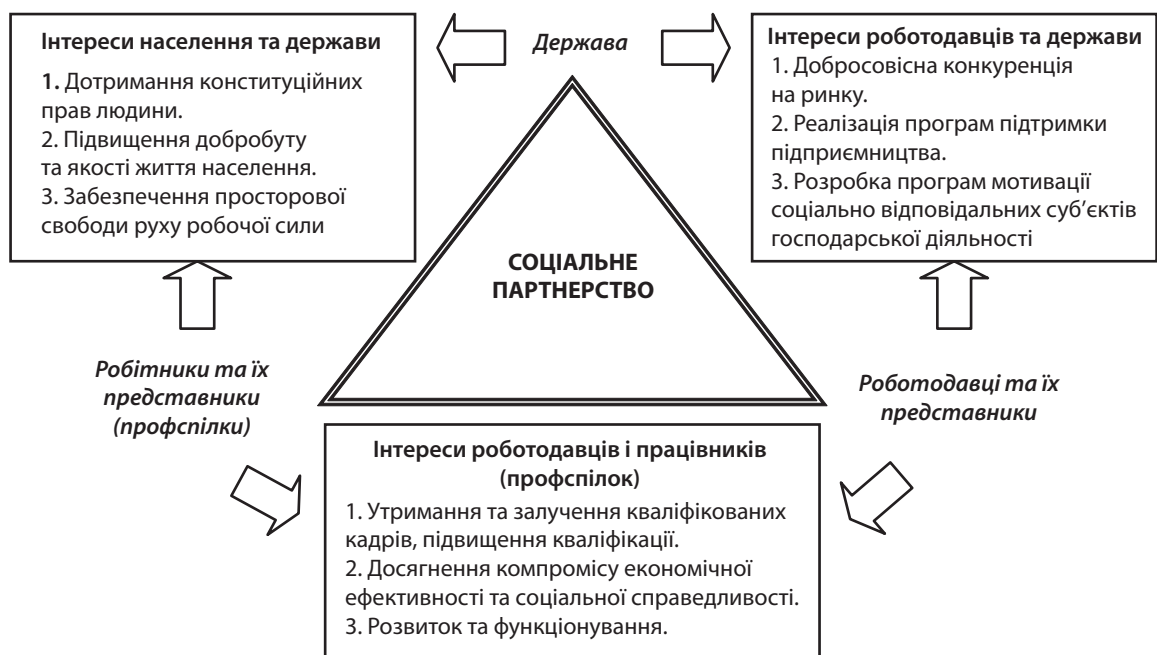 Держава
Інтереси населення та держави
1. Дотримання конституційних
прав людини.
2. Підвищення добробуту
та якості життя населення.
3. Забезпечення просторової
свободи руху робочої сили
Інтереси роботодавців та держави
1. Добросовісна конкуренція
на ринку.
2. Реалізація програм підтримки
підприємництва.
3. Розробка програм мотивації
соціально відповідальних суб’єктів
господарської діяльності
СОЦІАЛЬНЕ
ПАРТНЕРСТВО
Робітники та їх
представники
(профспілки)
Роботодавці та їх
представники
Інтереси роботодавців і працівників
(профспілок)
1. Утримання та залучення кваліфікованих
кадрів, підвищення кваліфікації.
2. Досягнення компромісу економічної
ефективності та соціальної справедливості.
3. Розвиток та функціонування.